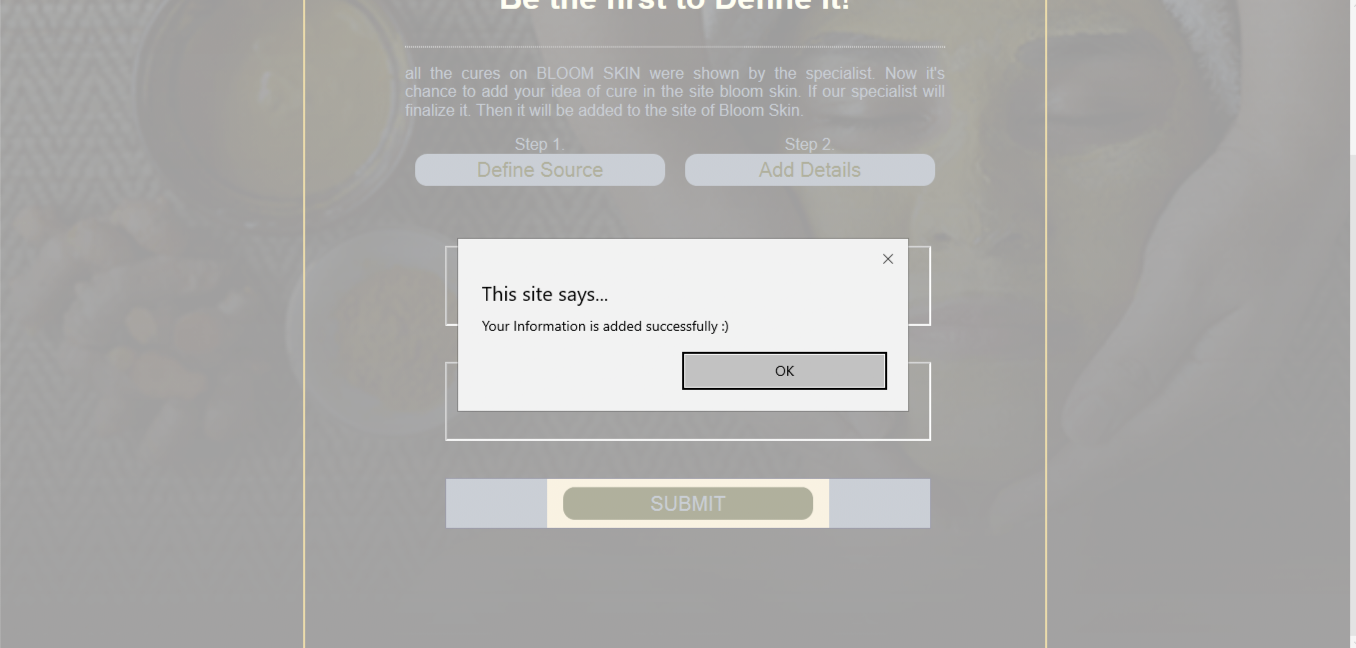 Be the first to Define it!
all the cures on BLOOM SKIN were shown by the specialist. Now it's
chance to add your idea of cure in the site bloom skin. If our specialist will
finalize it. Then it will be added to the site of Bloom Skin.
Step 1. Step 2.
Define Source Add Details
This site says...
Your Information is added successfully :)
OK
SUBMIT